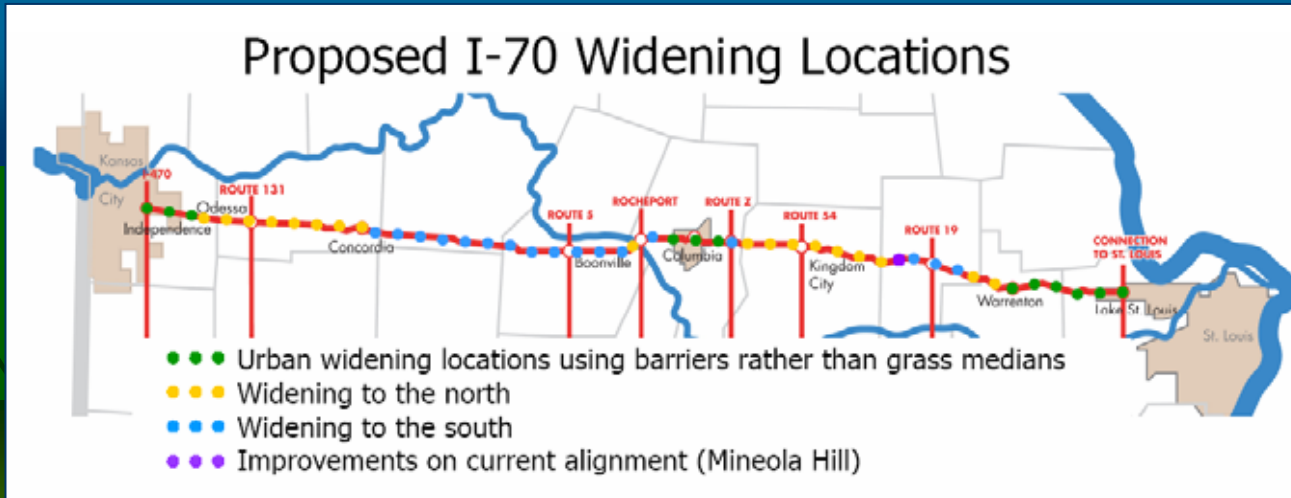 Proposed I-70 Widening Locations
Kansas
City
I-470
Independence
Odessa
ROUTE 131
Concordia
ROUTE 5
Boonville
ROCHEPORT
Columbia
ROUTE Z
ROUTE 54
Kingdom
City
ROUTE 19
Warrenton
CONNECTION
TO ST. LOUIS
Lake St. Louis
St. Louis
Urban widening locations using barriers rather than grass medians
Widening to the north
Widening to the south
Improvements on current alignment (Mineola Hill)